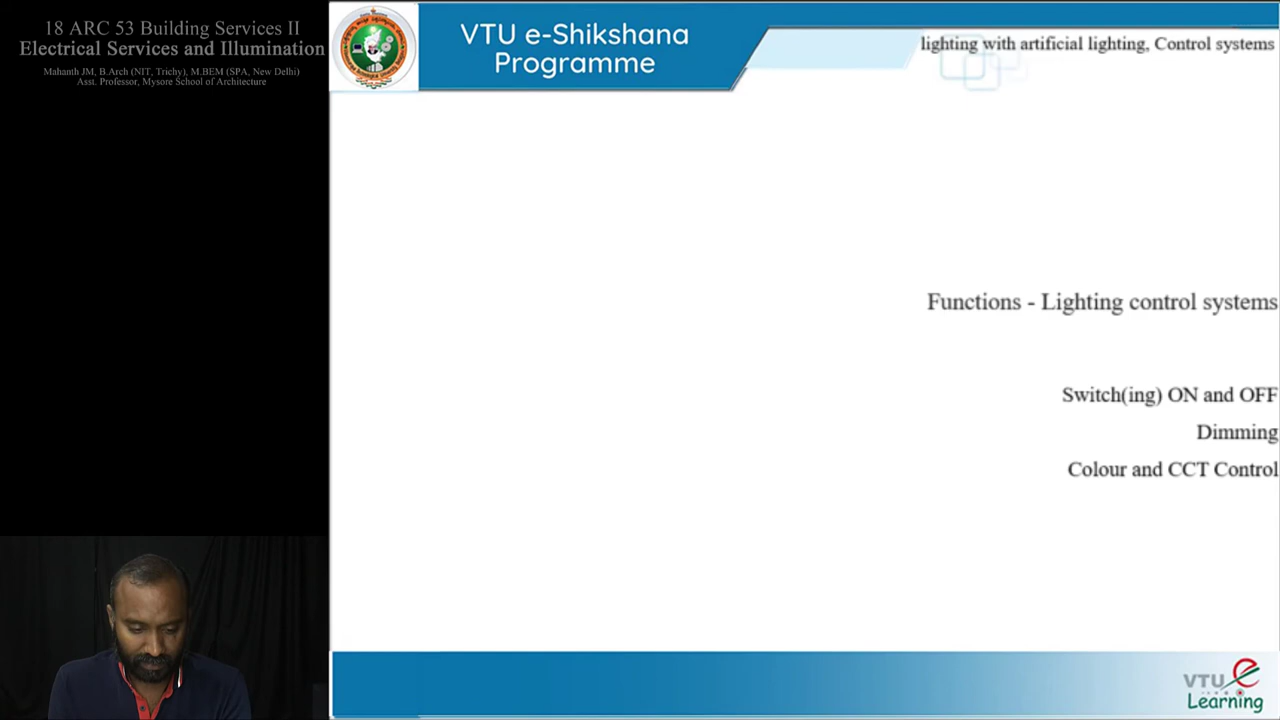 18 ARC 53 Building Services II
Electrical Services and Illumination
Mahanth JM, B.Arch (NIT, Trichy), M.BEM (SPA, New Delhi)
Asst. Professor, Mysore School of Architecture
VTU e-Shikshana
Programme
lighting with artificial lighting, Control systems
Functions - Lighting control systems
Switch(ing) ON and OFF
Dimming
Colour and CCT Control
VTU e
Learning